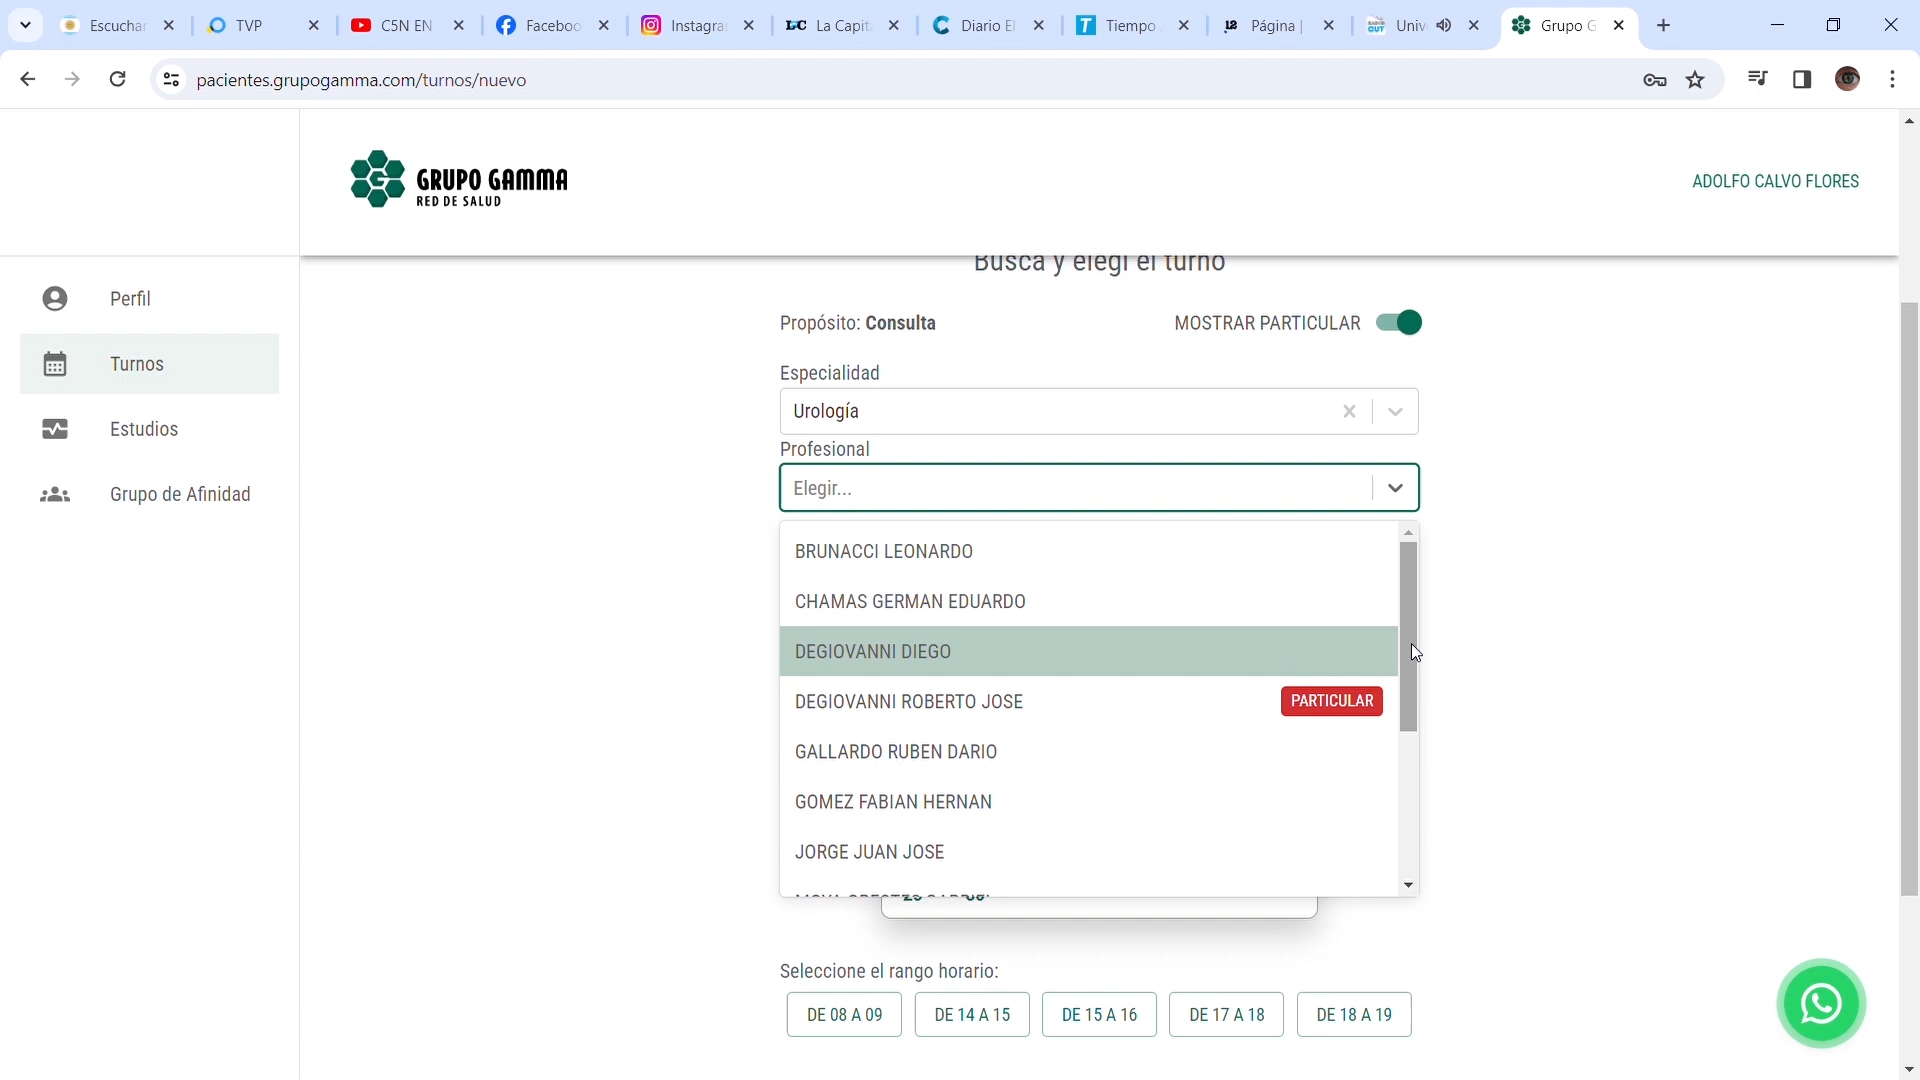 Escuchar
TVP
C5N EN
Faceboo
Instagra
LC La Capit
Diario El
T Tiempo
12 Página |
Univ
Grupo G
pacientes.grupogamma.com/turnos/nuevo
GRUPO GAMMA
RED DE SALUD
ADOLFO CALVO FLORES
Perfil
Turnos
Estudios
Grupo de Afinidad
Buscá y elegí el turno
Propósito: Consulta
MOSTRAR PARTICULAR
Especialidad
Urología
Profesional
Elegir...
BRUNACCI LEONARDO
CHAMAS GERMAN EDUARDO
DEGIOVANNI DIEGO
DEGIOVANNI ROBERTO JOSE
PARTICULAR
GALLARDO RUBEN DARIO
GOMEZ FABIAN HERNAN
JORGE JUAN JOSE
Seleccione el rango horario:
DE 08 A 09
DE 14 A 15
DE 15 A 16
DE 17 A 18
DE 18 A 19